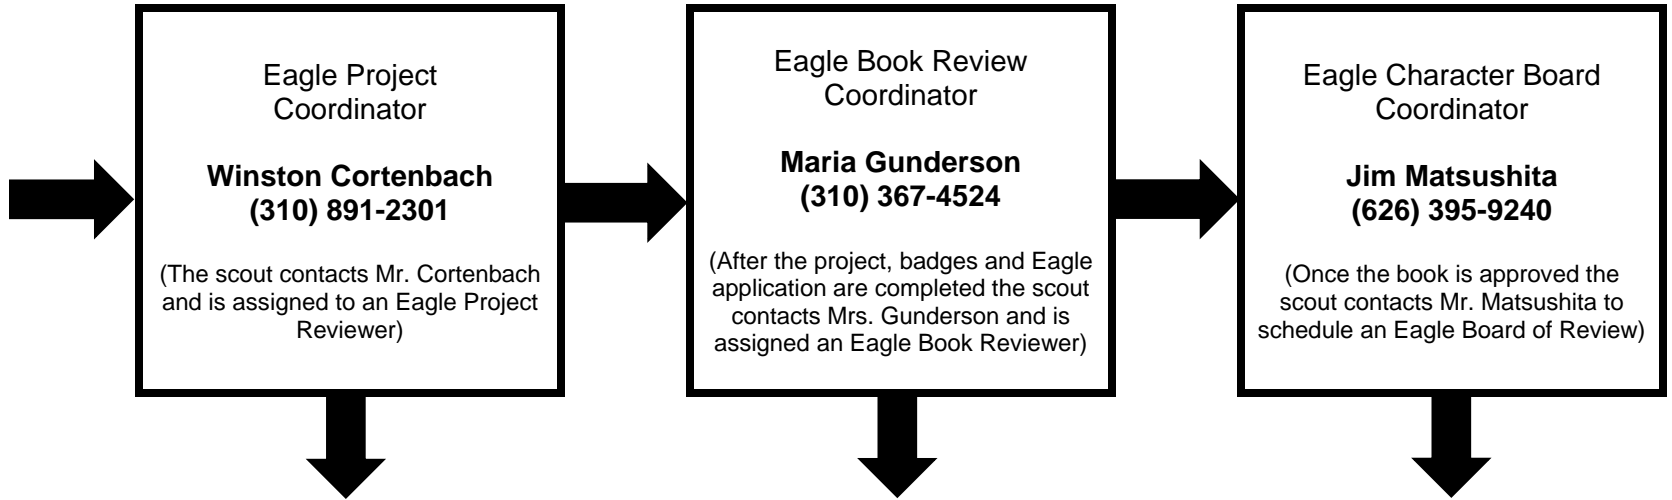 Eagle Project
Coordinator
Winston Cortenbach
(310) 891-2301
(The scout contacts Mr. Cortenbach
and is assigned to an Eagle Project
Reviewer)
Eagle Book Review
Coordinator
Maria Gunderson
(310) 367-4524
(After the project, badges and Eagle
application are completed the scout
contacts Mrs. Gunderson and is
assigned an Eagle Book Reviewer)
Eagle Character Board
Coordinator
Jim Matsushita
(626) 395-9240
(Once the book is approved the
scout contacts Mr. Matsushita to
schedule an Eagle Board of Review)